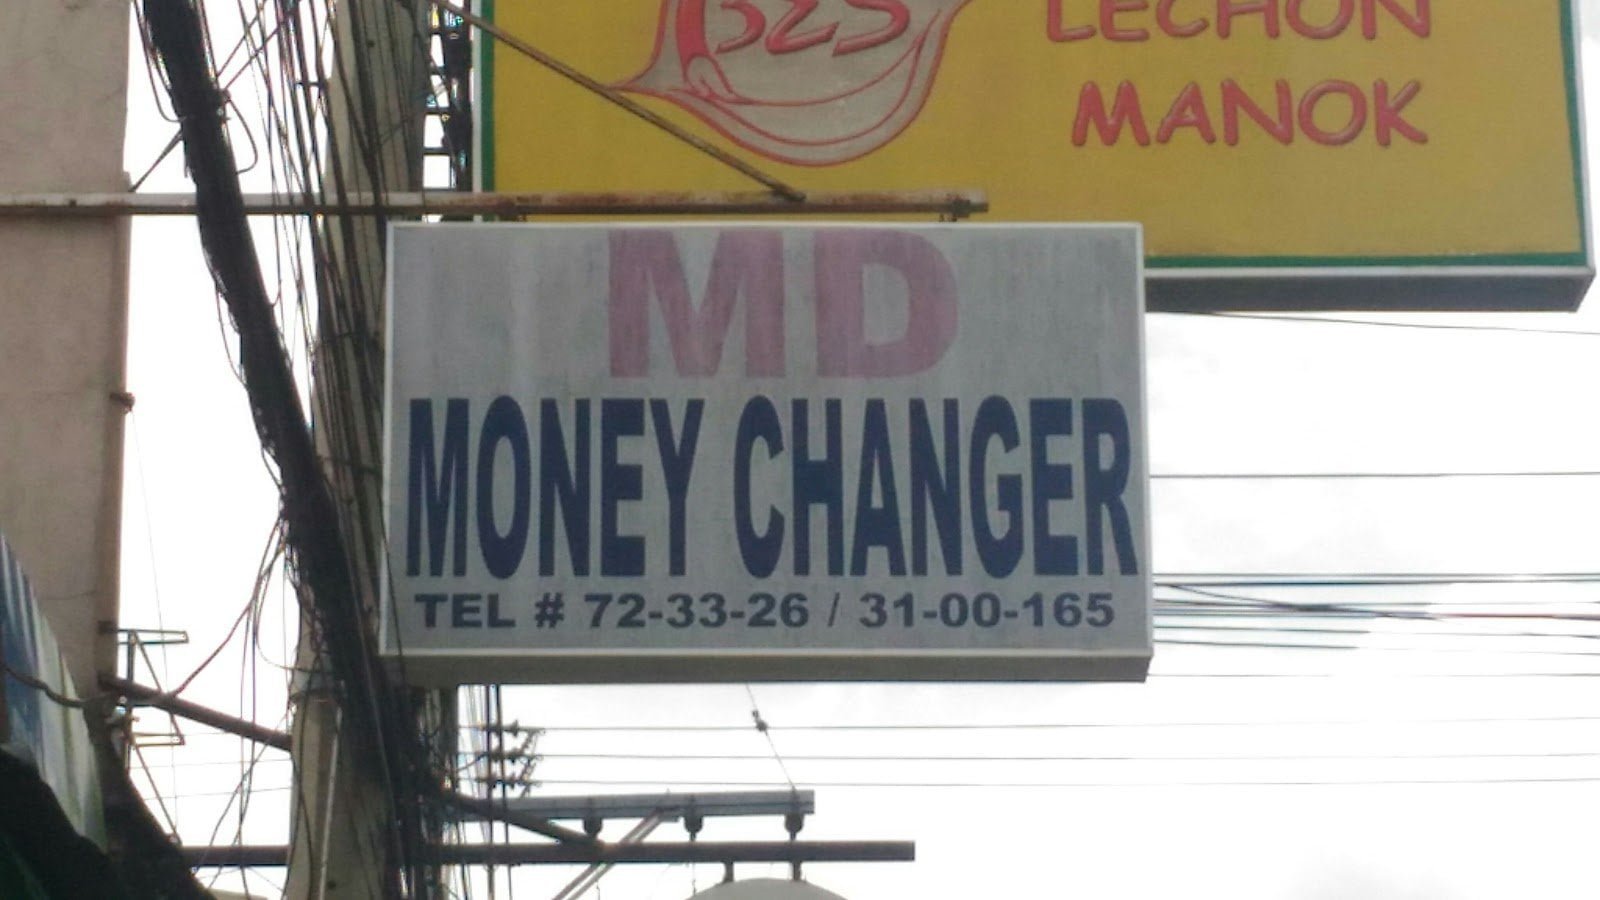 LECHON
MANOK
MD
MONEY CHANGER
TEL # 72-33-26 / 31-00-165